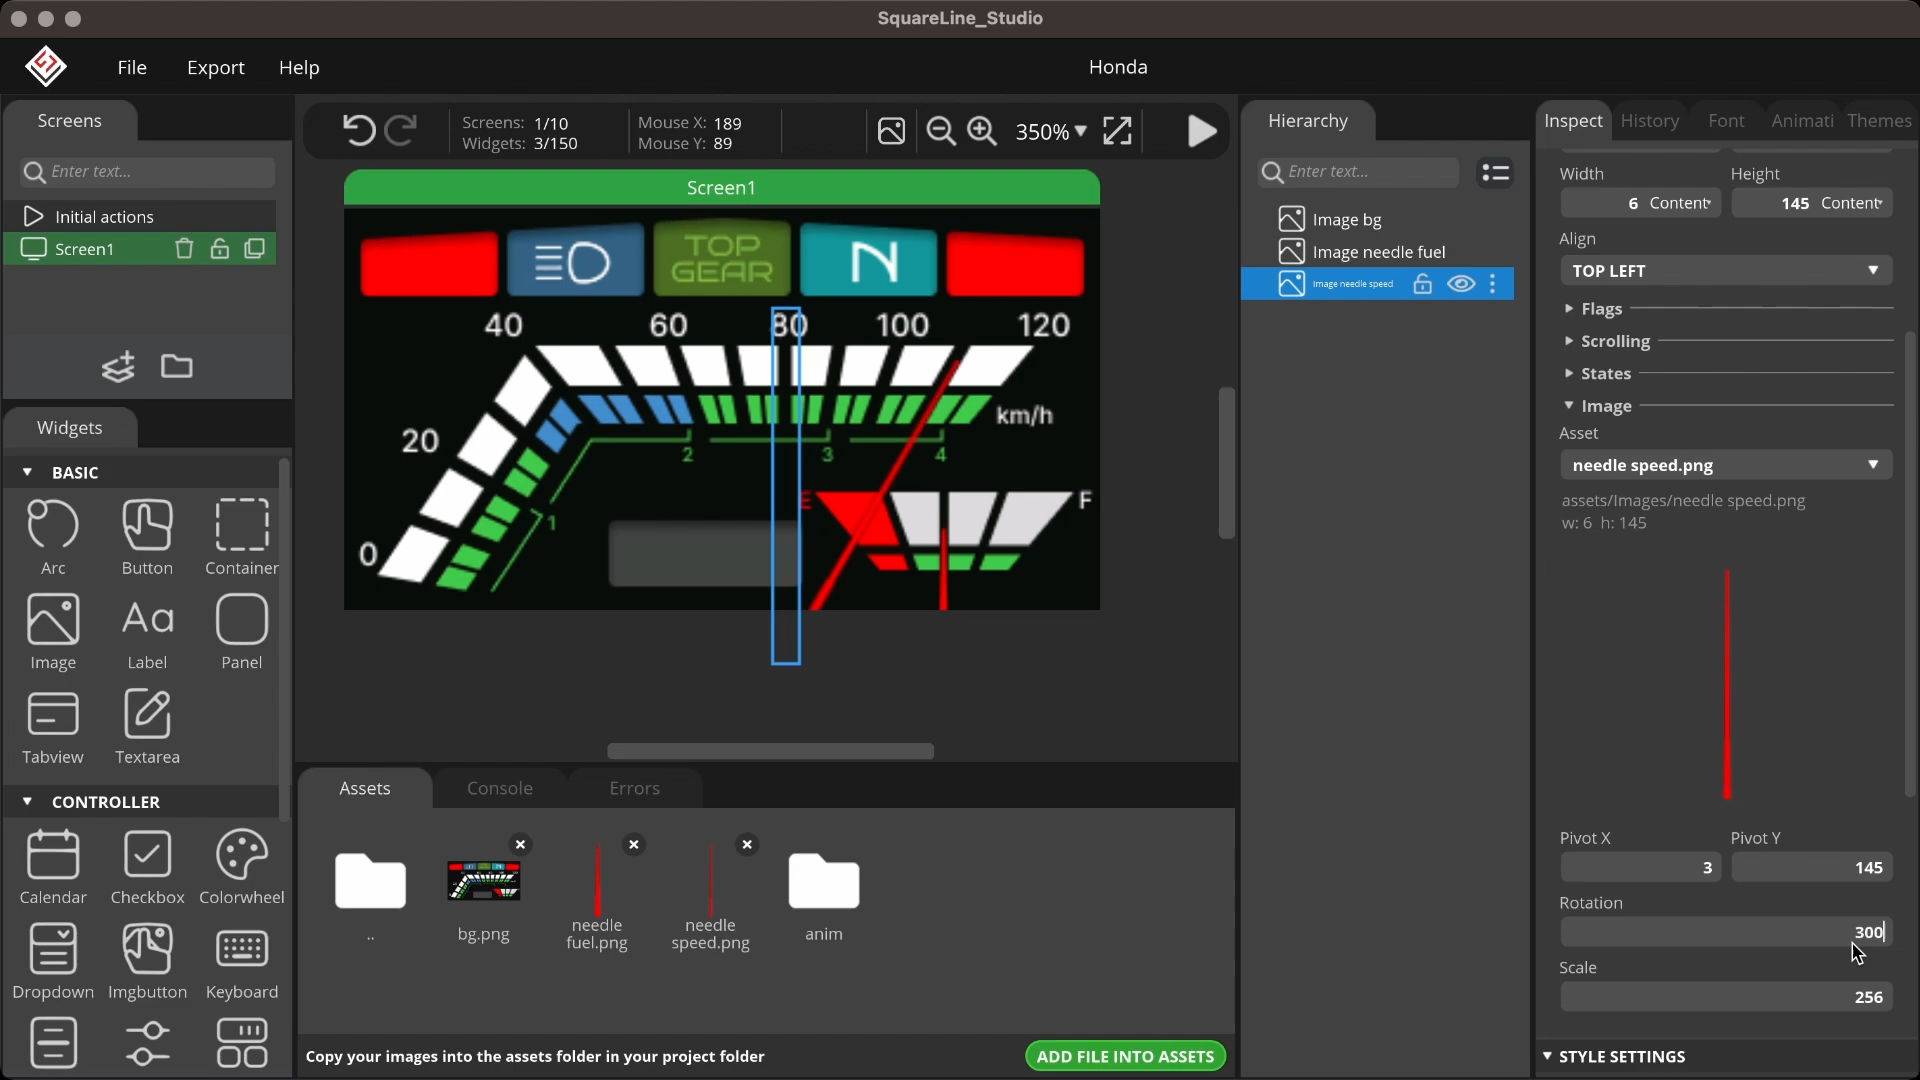 SquareLine_Studio
File Export Help Honda
Screens
Enter text...
Initial actions
Screen1
Screens: 1/10
Widgets: 3/150
Mouse X: 189
Mouse Y: 89
350%
Screen1
TOP
GEAR
N
40 60 80 100 120
km/h
20
2 3 4
E F
1
0
Hierarchy
Enter text...
Image bg
Image needle fuel
Image needle speed
Inspect History Font Animati Themes
Width Height
6 Content 145 Content
Align
TOP LEFT
Flags
Scrolling
States
Image
Asset
needle speed.png
assets/Images/needle speed.png
w: 6 h: 145
Pivot X Pivot Y
3 145
Rotation
300
Scale
256
STYLE SETTINGS
Widgets
BASIC
Arc Button Container
Image Label Panel
Tabview Textarea
CONTROLLER
Calendar Checkbox Colorwheel
Dropdown Imgbutton Keyboard
Assets Console Errors
..
bg.png
needle
fuel.png
needle
speed.png
anim
Copy your images into the assets folder in your project folder
ADD FILE INTO ASSETS